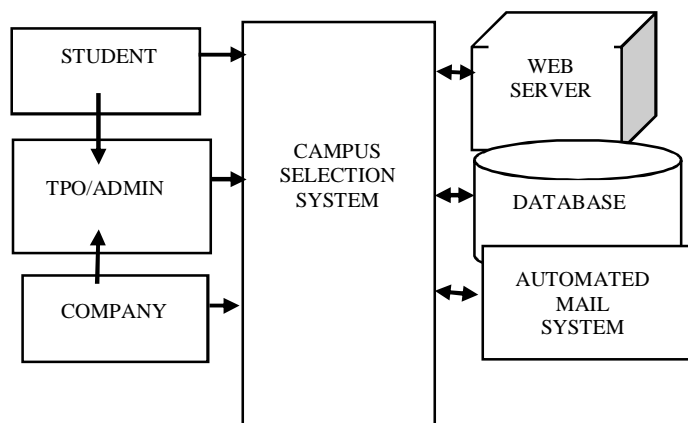 STUDENT
TPO/ADMIN
COMPANY
CAMPUS
SELECTION
SYSTEM
WEB
SERVER
DATABASE
AUTOMATED
MAIL
SYSTEM